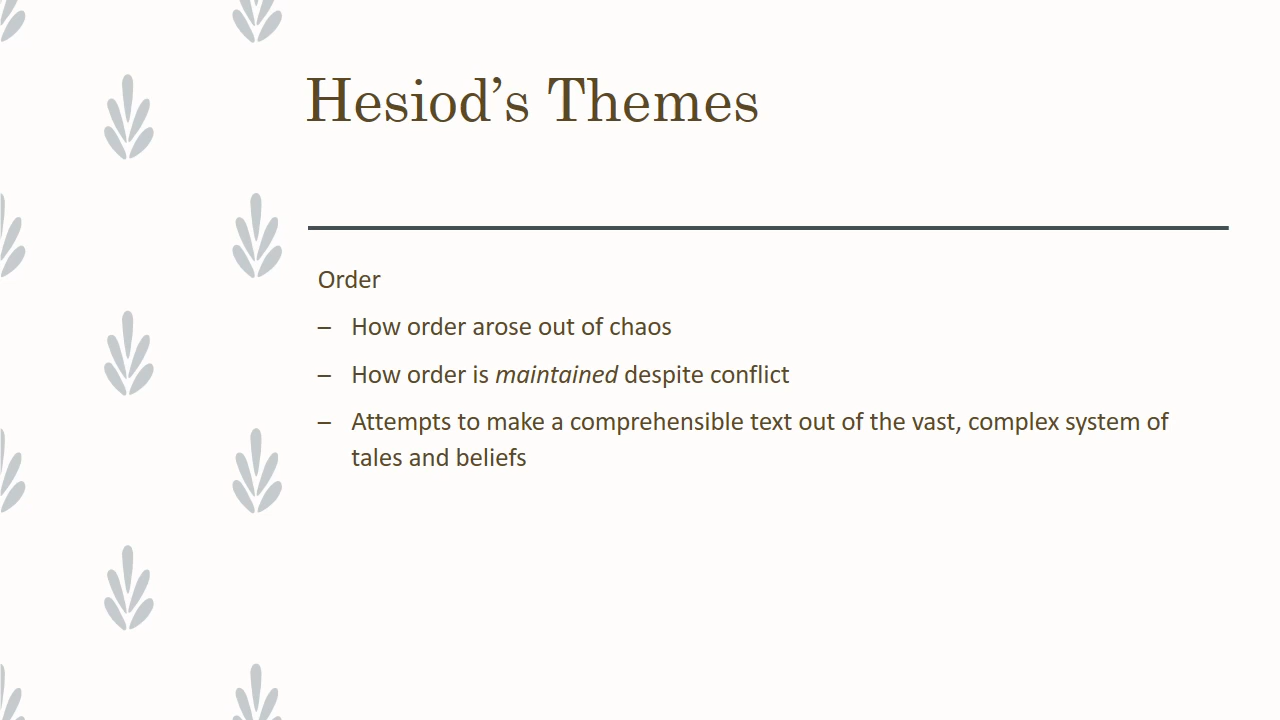 Hesiod’s Themes
Order
– How order arose out of chaos
– How order is maintained despite conflict
– Attempts to make a comprehensible text out of the vast, complex system of
tales and beliefs